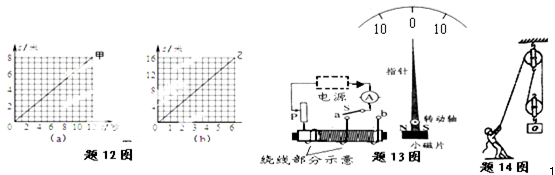 s/米
8
6
4
2
0
2 4 6 8 10 12
甲
(a)
s/米
16
12
8
4
0
1 2 3 4 5 6
乙
(b)
题12图
10 0 10
指针
电源
A
S
P
a
b
转动轴
N S
小磁片
绕线部分示意
题13图
题14图